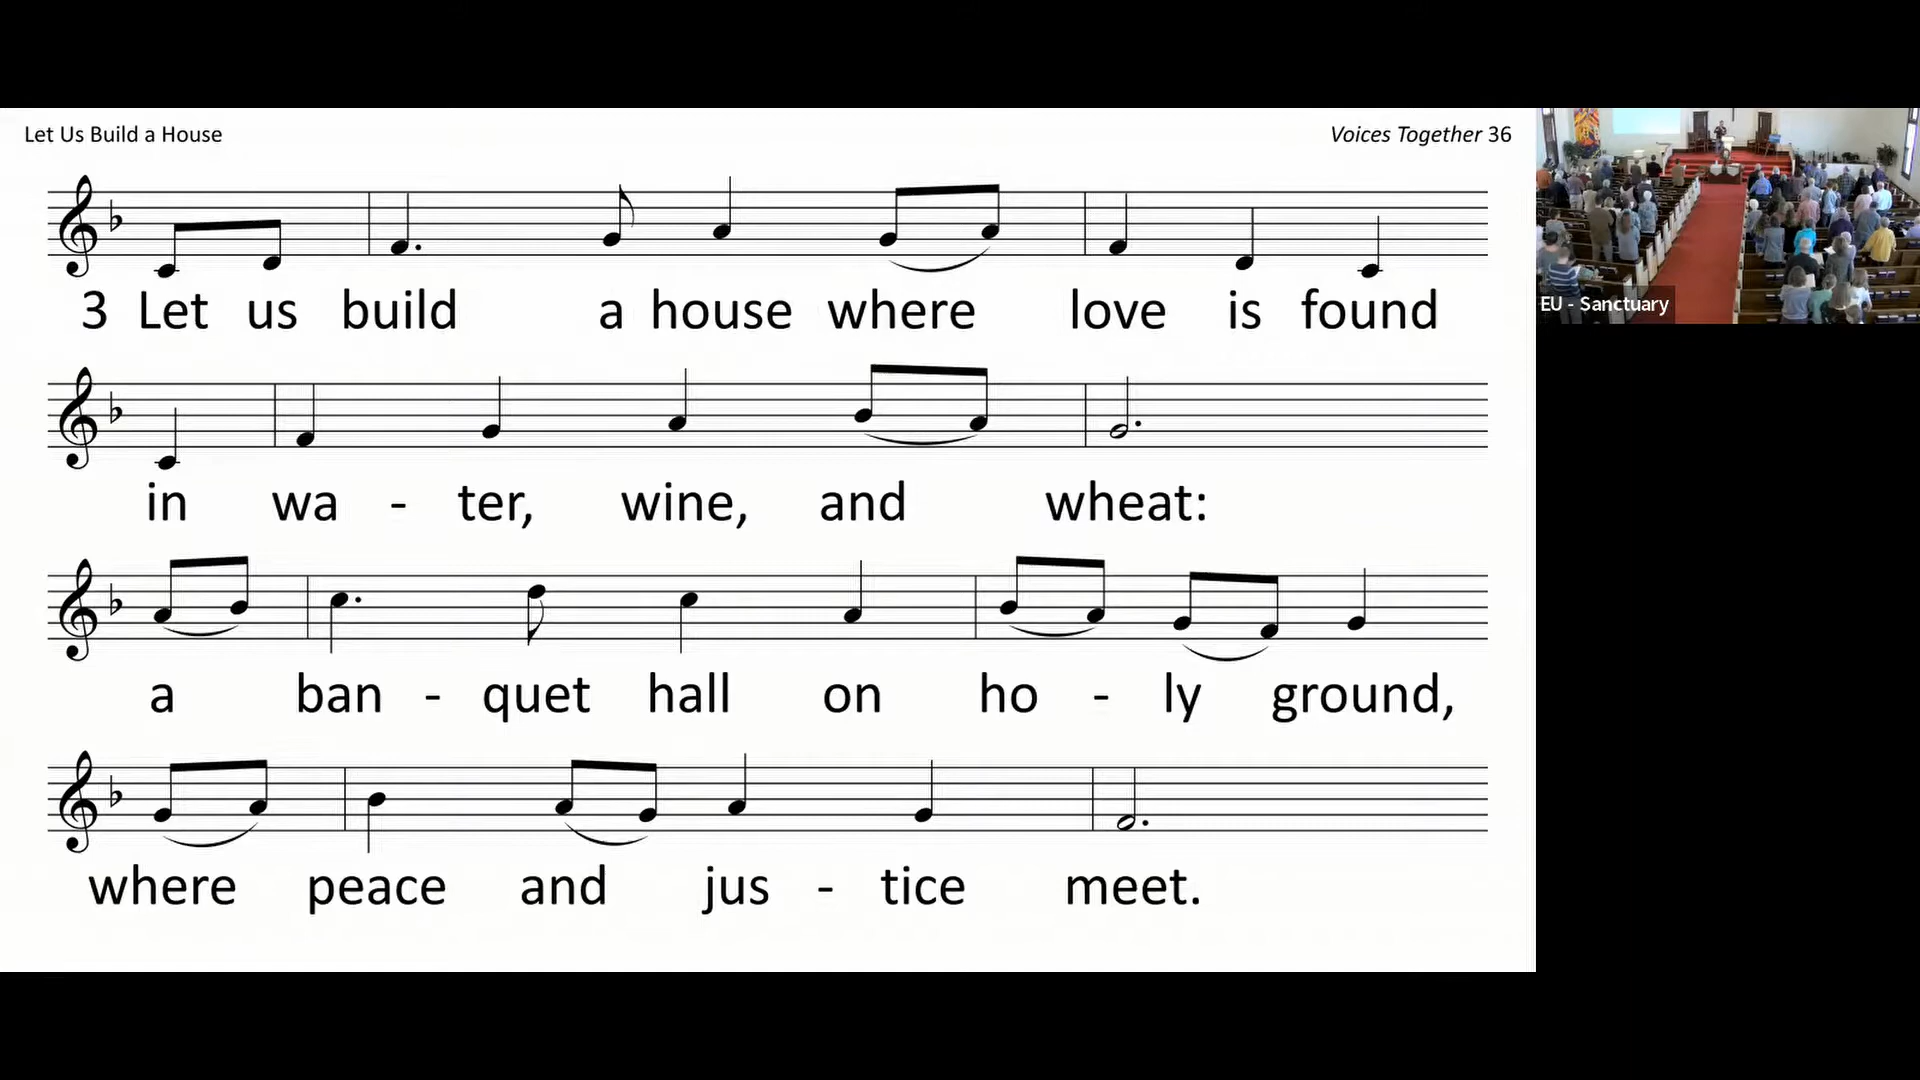 Let Us Build a House
Voices Together 36
3 Let us build a house where love is found
in wa - ter, wine, and wheat:
a ban - quet hall on ho - ly ground,
where peace and jus - tice meet.
EU - Sanctuary